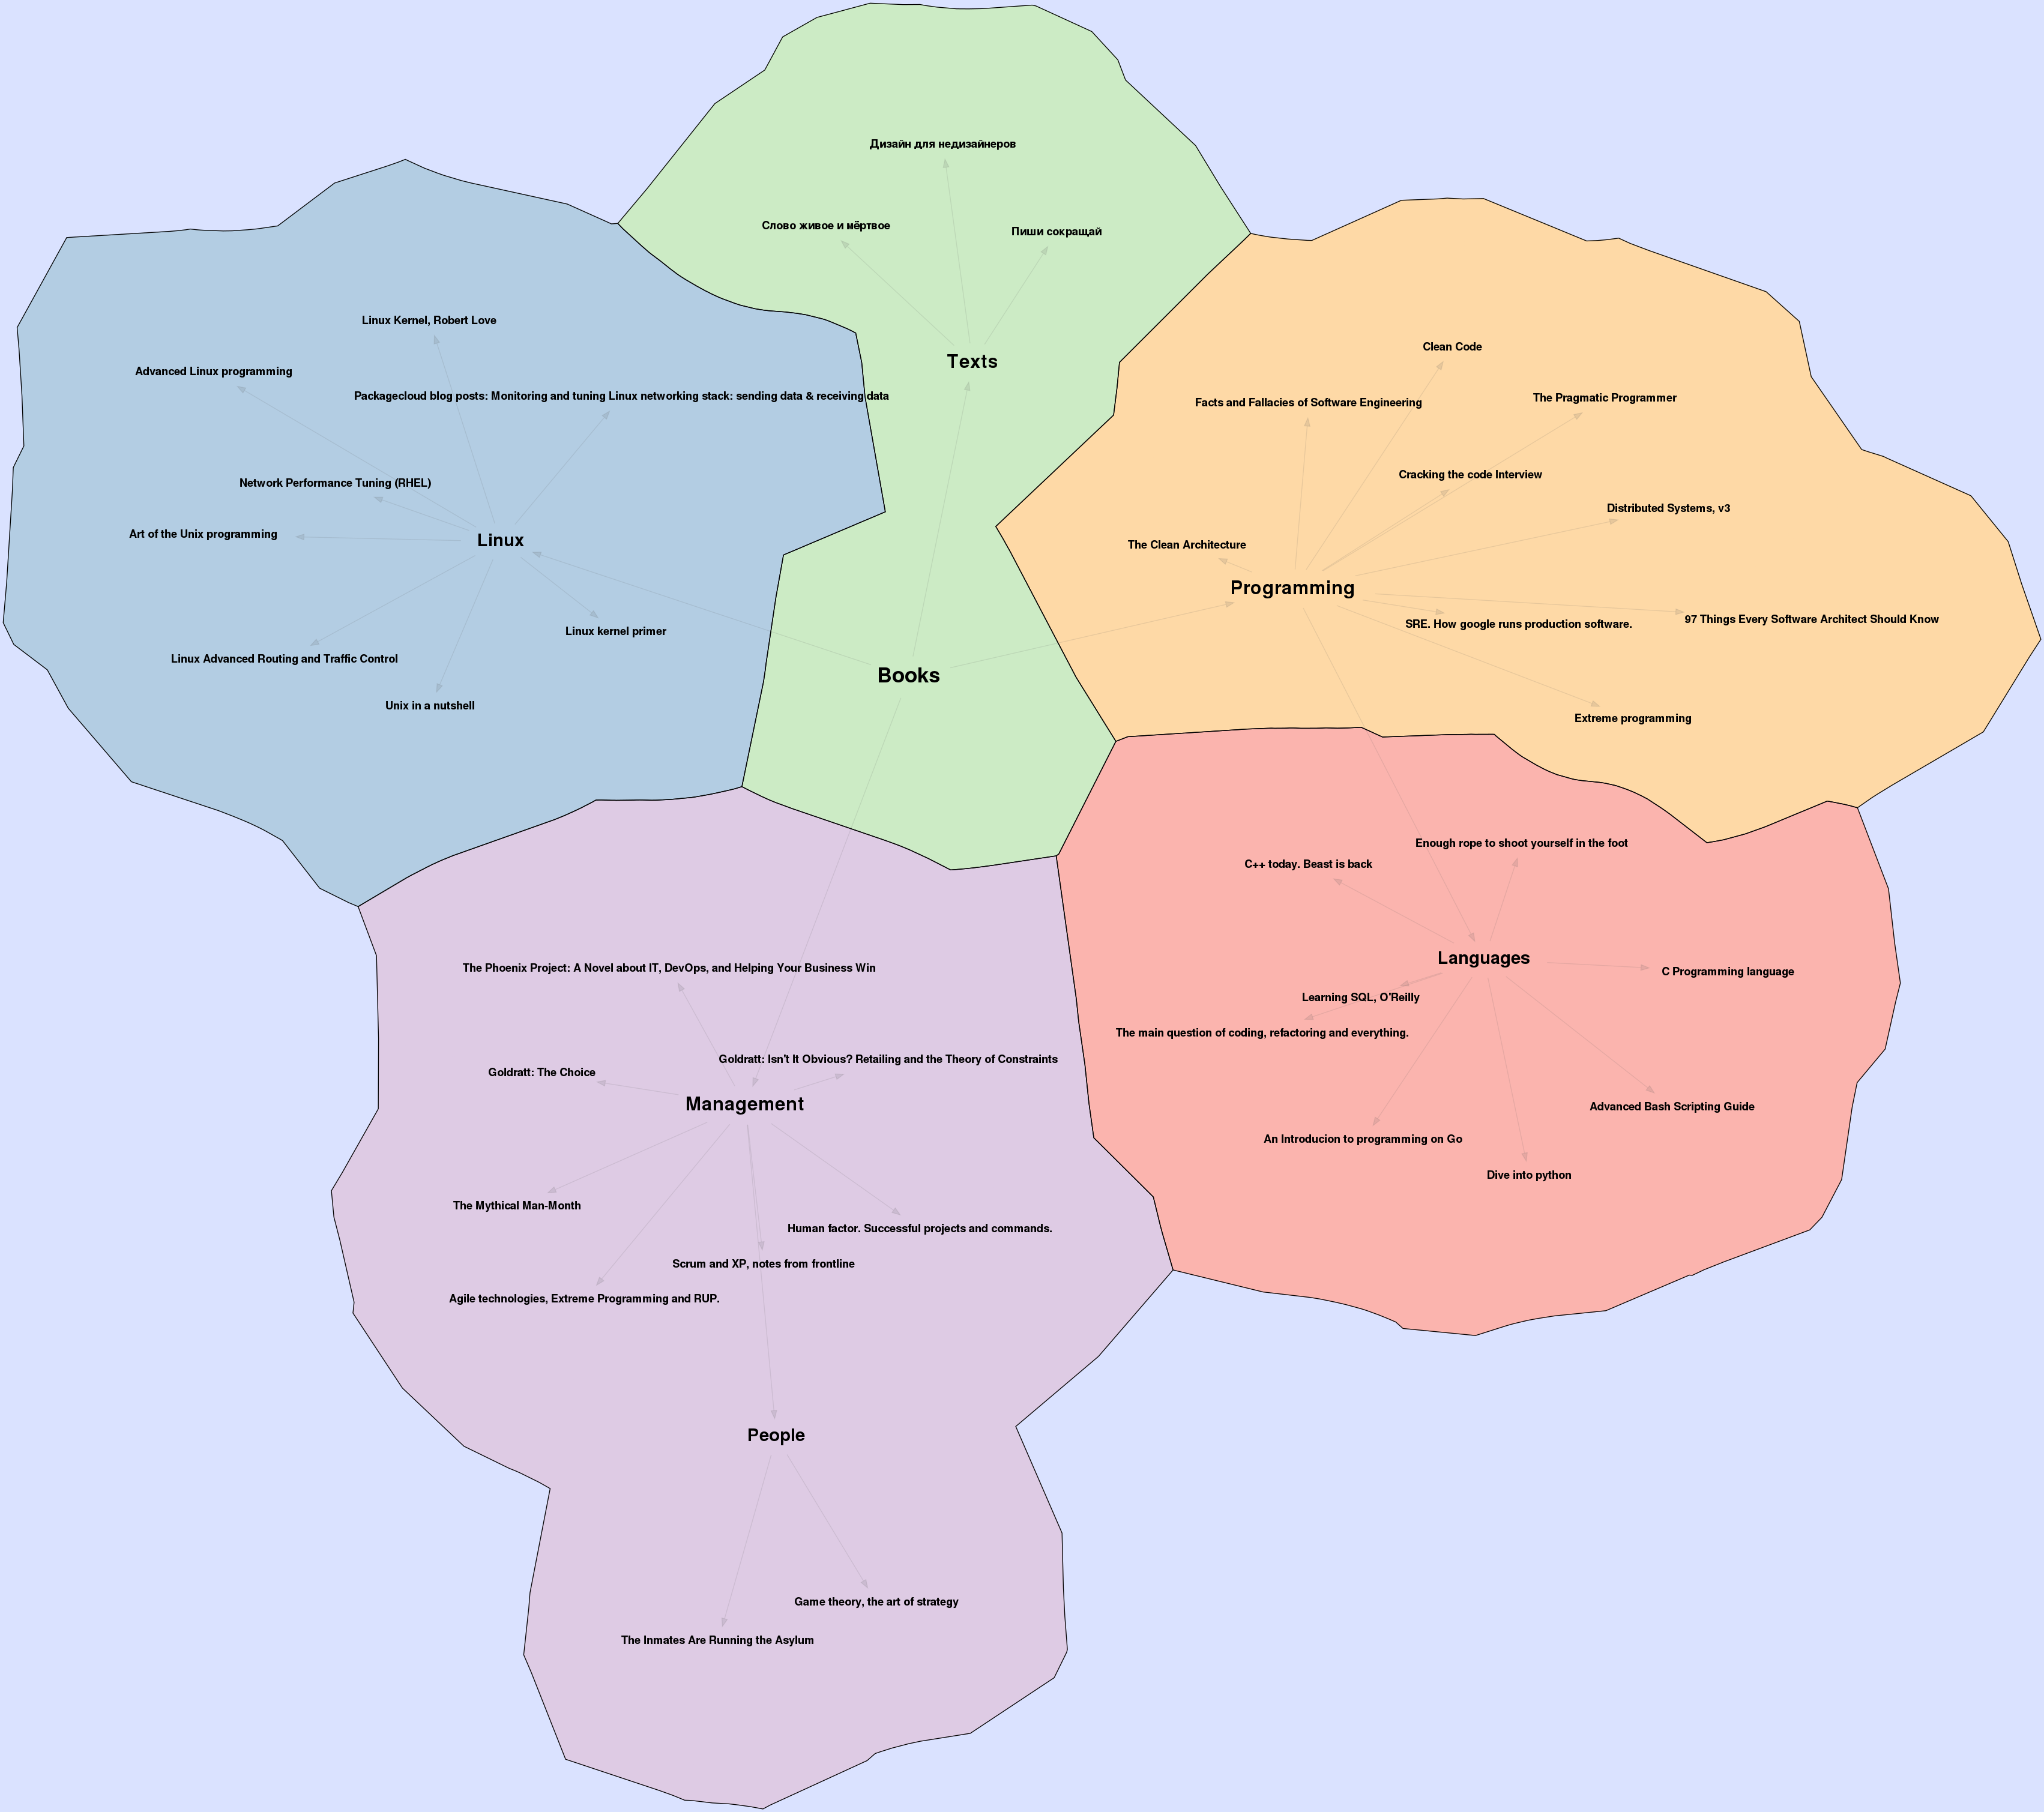 Дизайн для недизайнеров
Слово живое и мёртвое
Пиши сокращай
Texts
Linux Kernel, Robert Love
Advanced Linux programming
Packagecloud blog posts: Monitoring and tuning Linux networking stack: sending data & receiving data
Network Performance Tuning (RHEL)
Art of the Unix programming
Linux
Linux kernel primer
Linux Advanced Routing and Traffic Control
Unix in a nutshell
Books
Clean Code
Facts and Fallacies of Software Engineering
The Pragmatic Programmer
Cracking the code Interview
Distributed Systems, v3
The Clean Architecture
Programming
SRE. How google runs production software.
97 Things Every Software Architect Should Know
Extreme programming
Enough rope to shoot yourself in the foot
C++ today. Beast is back
Languages
C Programming language
Learning SQL, O'Reilly
The main question of coding, refactoring and everything.
Advanced Bash Scripting Guide
An Introducion to programming on Go
Dive into python
The Phoenix Project: A Novel about IT, DevOps, and Helping Your Business Win
Goldratt: Isn't It Obvious? Retailing and the Theory of Constraints
Goldratt: The Choice
Management
The Mythical Man-Month
Human factor. Successful projects and commands.
Scrum and XP, notes from frontline
Agile technologies, Extreme Programming and RUP.
People
Game theory, the art of strategy
The Inmates Are Running the Asylum